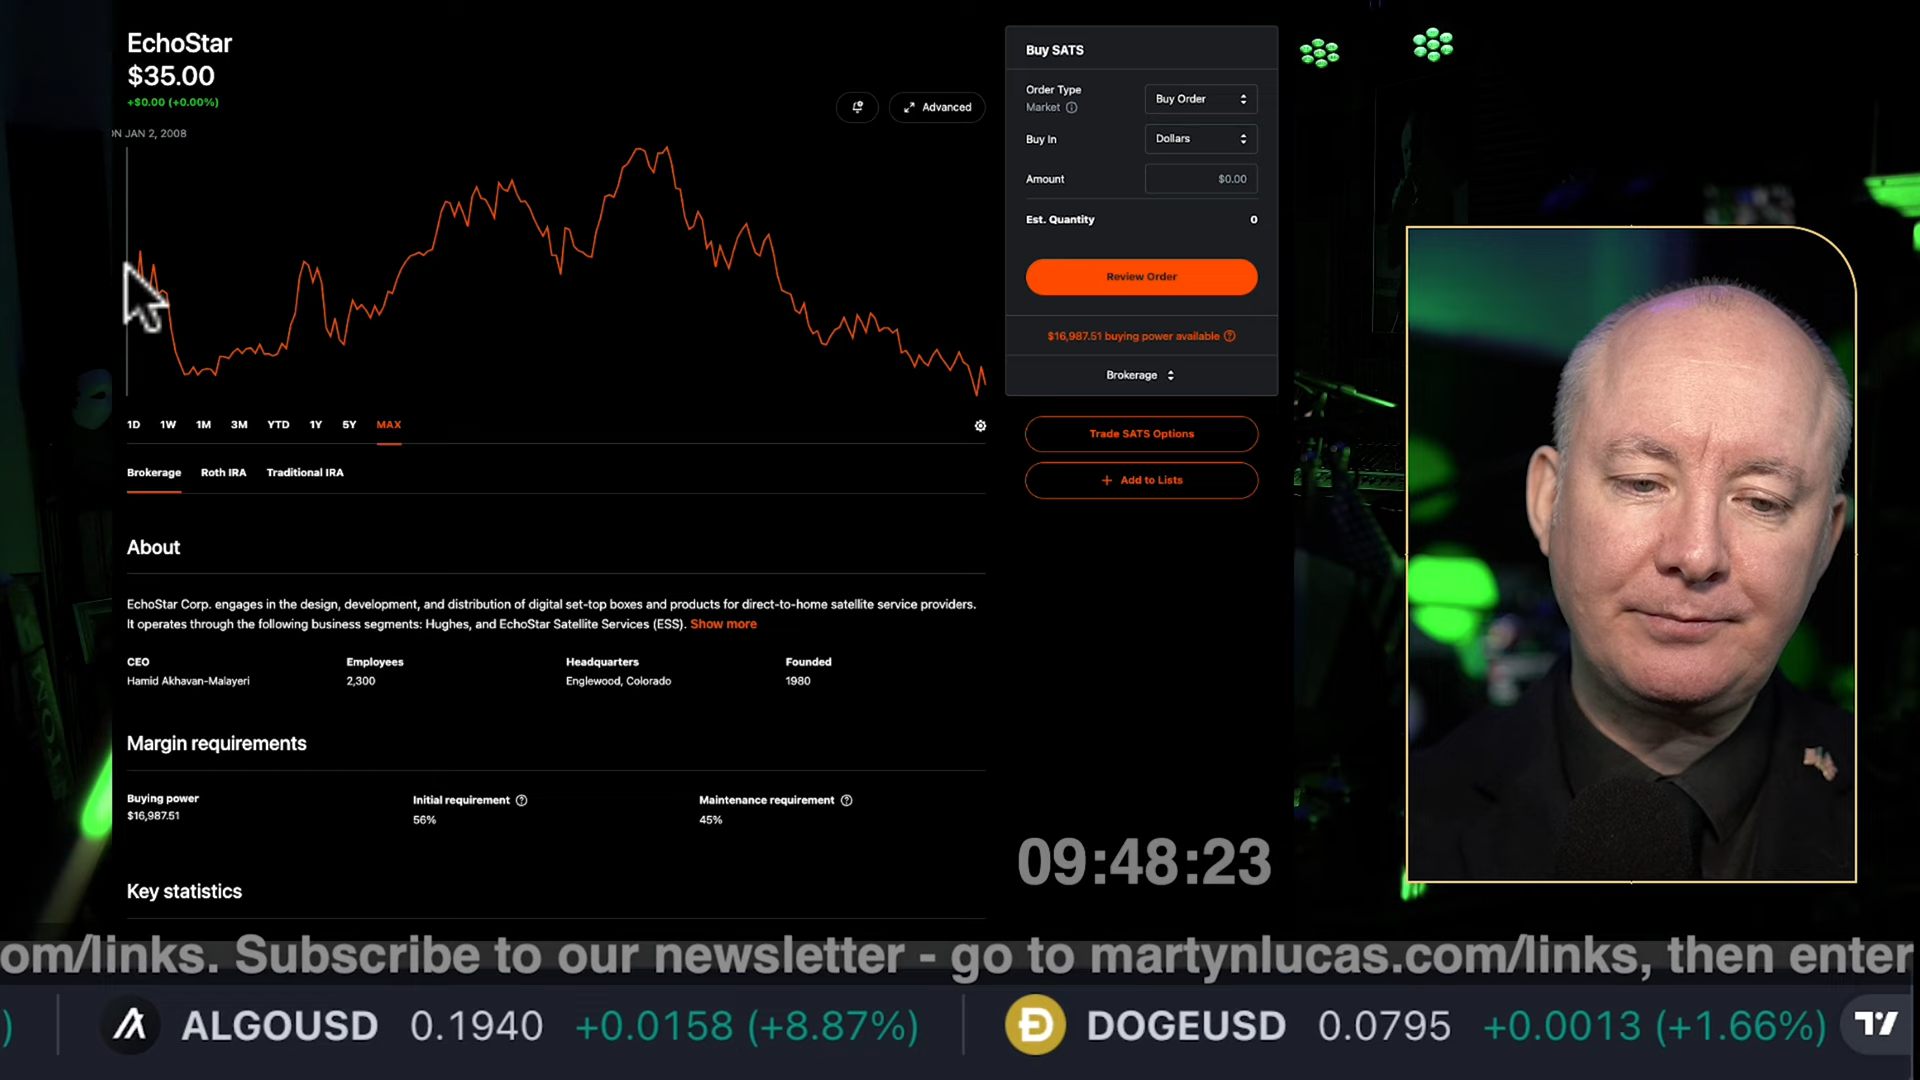 EchoStar
$35.00
+$0.00 (+0.00%)
ON JAN 2, 2008
Advanced
1D 1W 1M 3M YTD 1Y 5Y MAX
Brokerage Roth IRA Traditional IRA
About
EchoStar Corp. engages in the design, development, and distribution of digital set-top boxes and products for direct-to-home satellite service providers.
It operates through the following business segments: Hughes, and EchoStar Satellite Services (ESS). Show more
CEO Employees Headquarters Founded
Hamid Akhavan-Malayeri 2,300 Englewood, Colorado 1980
Margin requirements
Buying power Initial requirement Maintenance requirement
$16,987.51 56% 45%
Key statistics
Buy SATS
Order Type Buy Order
Market
Buy In Dollars
Amount $0.00
Est. Quantity 0
Review Order
$16,987.51 buying power available
Brokerage
Trade SATS Options
+ Add to Lists
09:48:23
om/links. Subscribe to our newsletter - go to martynlucas.com/links, then enter
) ALGOUSD 0.1940 +0.0158 (+8.87%) DOGEUSD 0.0795 +0.0013 (+1.66%)